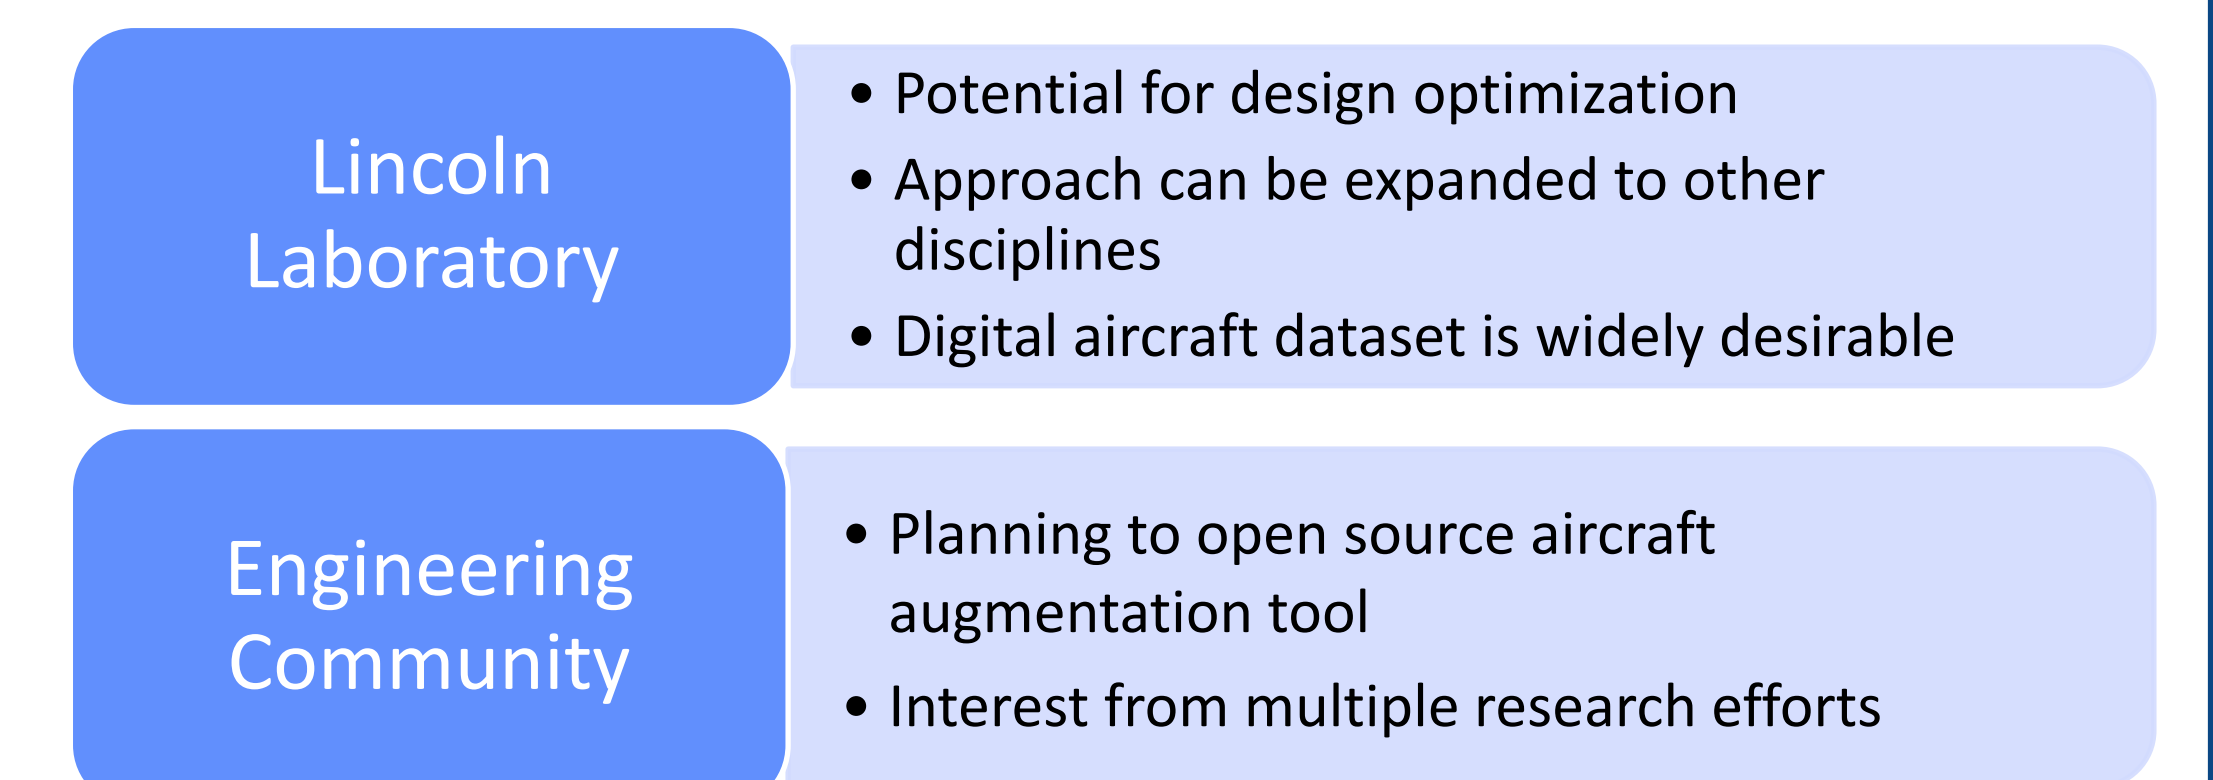 Lincoln
Laboratory
• Potential for design optimization
• Approach can be expanded to other
disciplines
• Digital aircraft dataset is widely desirable
Engineering
Community
• Planning to open source aircraft
augmentation tool
• Interest from multiple research efforts